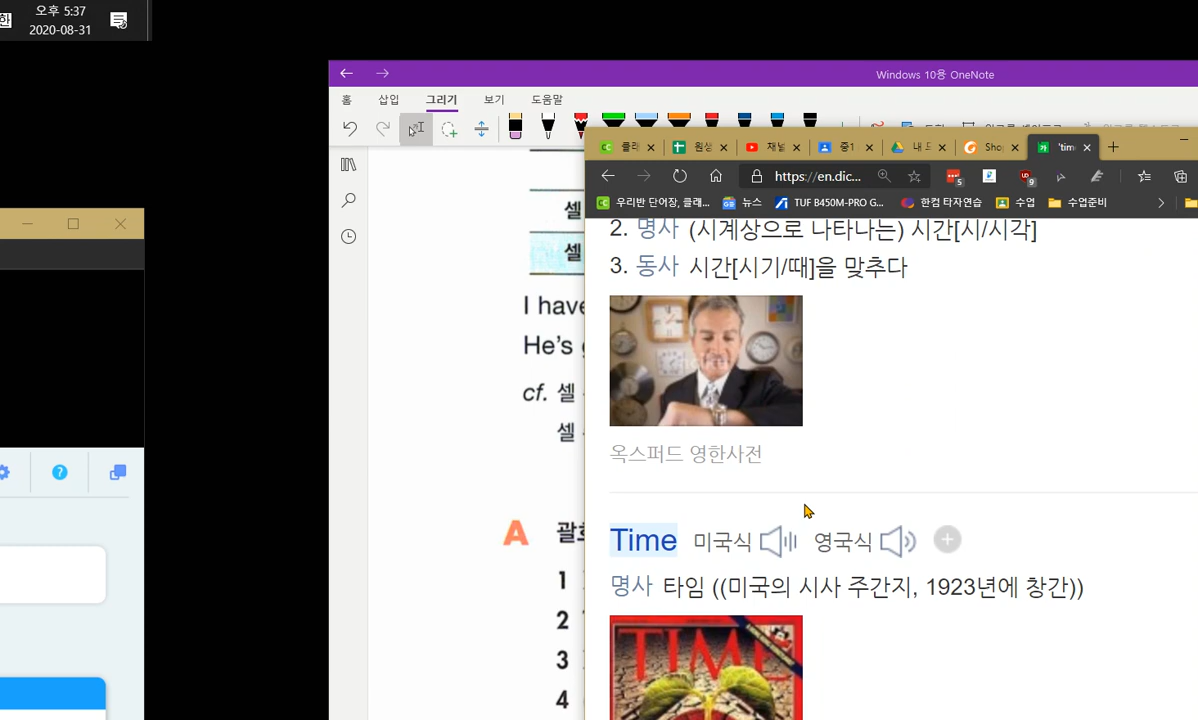 한
오후 5:37
2020-08-31
Windows 10용 OneNote
홈 삽입 그리기 보기 도움말
클래 원성 채널 중1 내 드 Shop 'time
https://en.dic...
5 9
우리반 단어장, 클래... 뉴스 TUF B450M-PRO G... 한컴 타자연습 수업 수업준비
2. 명사 (시계상으로 나타나는) 시간[시/시각]
3. 동사 시간[시기/때]을 맞추다
옥스퍼드 영한사전
Time 미국식 영국식
명사 타임 ((미국의 시사 주간지, 1923년에 창간))
TIME
셀
셀
I have
He's
cf. 셀
셀
A 괄호
1
2
3
4